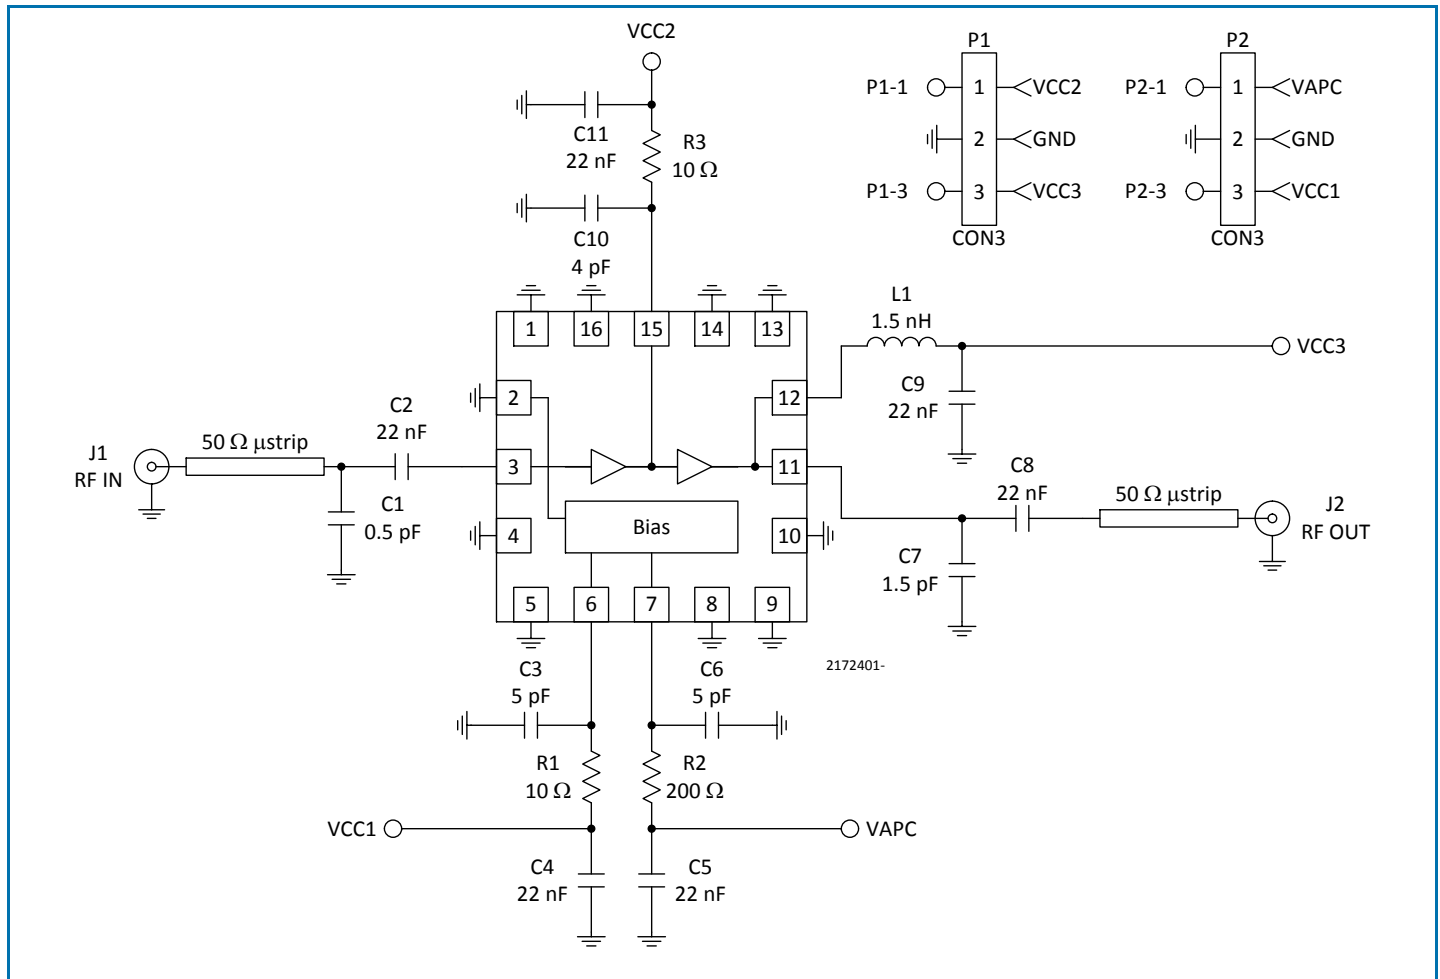 VCC2
P1
P2
P1-1
1
VCC2
P2-1
1
VAPC
C11
22 nF
R3
10 Ω
2
GND
2
GND
P1-3
3
VCC3
P2-3
3
VCC1
CON3
CON3
C10
4 pF
L1
1.5 nH
1
16
15
14
13
VCC3
2
12
C9
22 nF
C2
22 nF
J1
RF IN
50 Ω µstrip
3
11
C8
22 nF
50 Ω µstrip
J2
RF OUT
C1
0.5 pF
4
Bias
10
C7
1.5 pF
5
6
7
8
9
2172401-
C3
5 pF
C6
5 pF
R1
10 Ω
R2
200 Ω
VCC1
VAPC
C4
22 nF
C5
22 nF